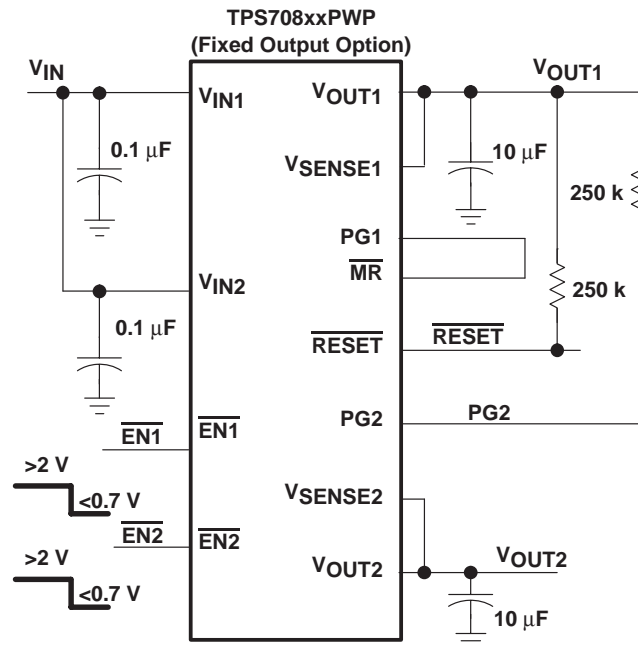 TPS708xxPWP
(Fixed Output Option)
VIN
VIN1
VOUT1
VOUT1
0.1 μF
VSENSE1
10 μF
250 k
PG1
MR
VIN2
250 k
0.1 μF
RESET
RESET
EN1
EN1
PG2
PG2
>2 V
<0.7 V
VSENSE2
EN2
EN2
>2 V
<0.7 V
VOUT2
VOUT2
10 μF